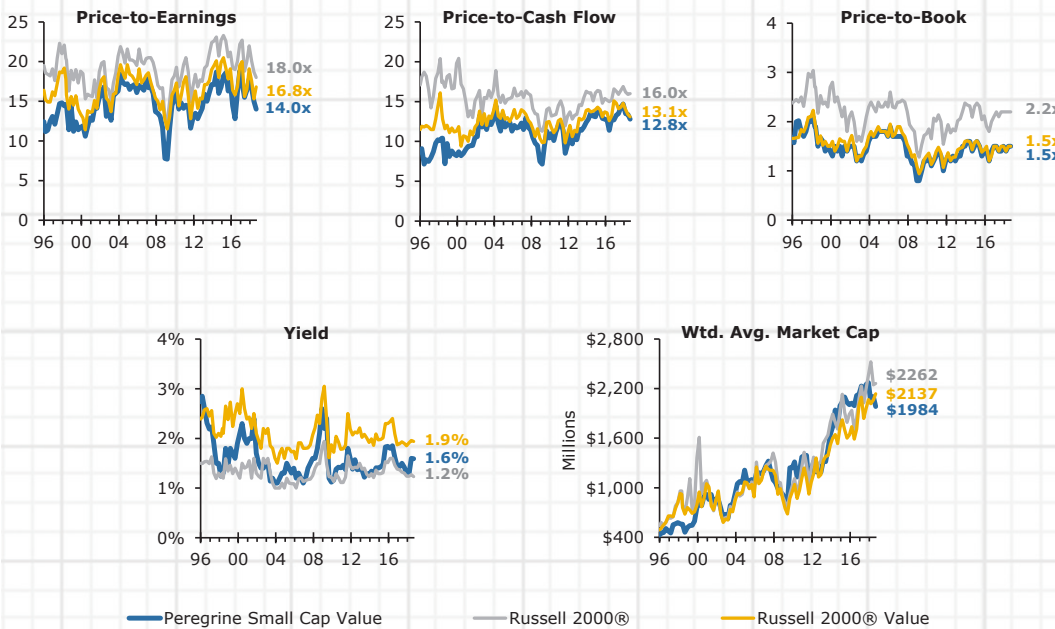 Price-to-Earnings
25
20
15
10
5
0
96 00 04 08 12 16
18.0x
16.8x
14.0x
Price-to-Cash Flow
25
20
15
10
5
0
96 00 04 08 12 16
16.0x
13.1x
12.8x
Price-to-Book
4
3
2
1
0
96 00 04 08 12 16
2.2x
1.5x
1.5x
Yield
4%
3%
2%
1%
0%
96 00 04 08 12 16
1.9%
1.6%
1.2%
Wtd. Avg. Market Cap
Millions
$2,800
$2,200
$1,600
$1,000
$400
96 00 04 08 12 16
$2262
$2137
$1984
Peregrine Small Cap Value Russell 2000® Russell 2000® Value